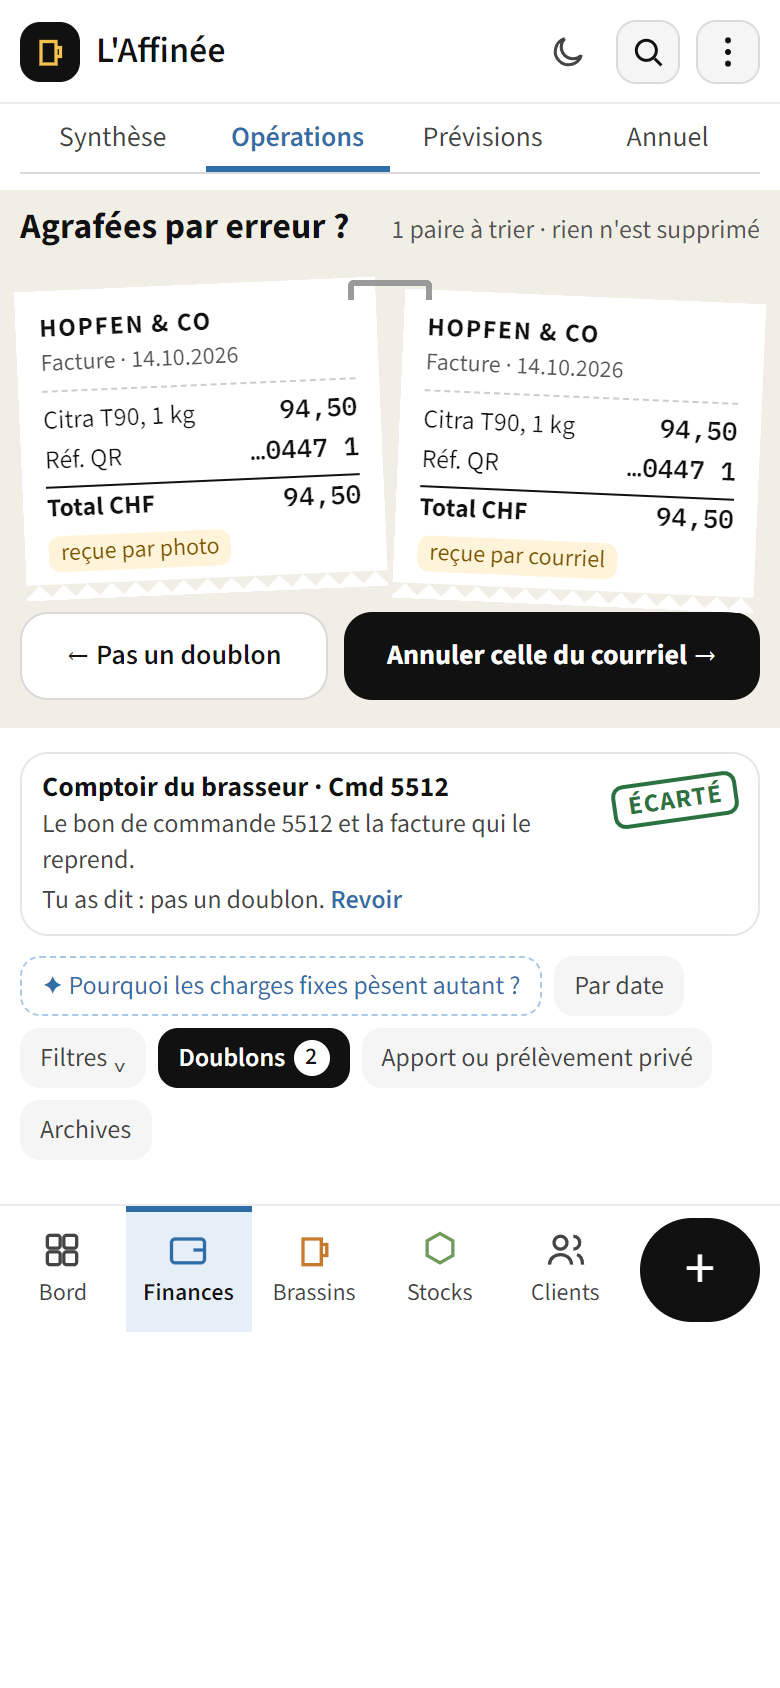 L'Affinée
Synthèse
Opérations
Prévisions
Annuel
Agrafées par erreur ?
1 paire à trier · rien n'est supprimé
HOPFEN & CO
Facture · 14.10.2026
Citra T90, 1 kg 94,50
Réf. QR …0447 1
Total CHF 94,50
reçue par photo
HOPFEN & CO
Facture · 14.10.2026
Citra T90, 1 kg 94,50
Réf. QR …0447 1
Total CHF 94,50
reçue par courriel
← Pas un doublon
Annuler celle du courriel →
Comptoir du brasseur · Cmd 5512
ÉCARTÉ
Le bon de commande 5512 et la facture qui le
reprend.
Tu as dit : pas un doublon. Revoir
✦ Pourquoi les charges fixes pèsent autant ?
Par date
Filtres
Doublons 2
Apport ou prélèvement privé
Archives
Bord
Finances
Brassins
Stocks
Clients
+